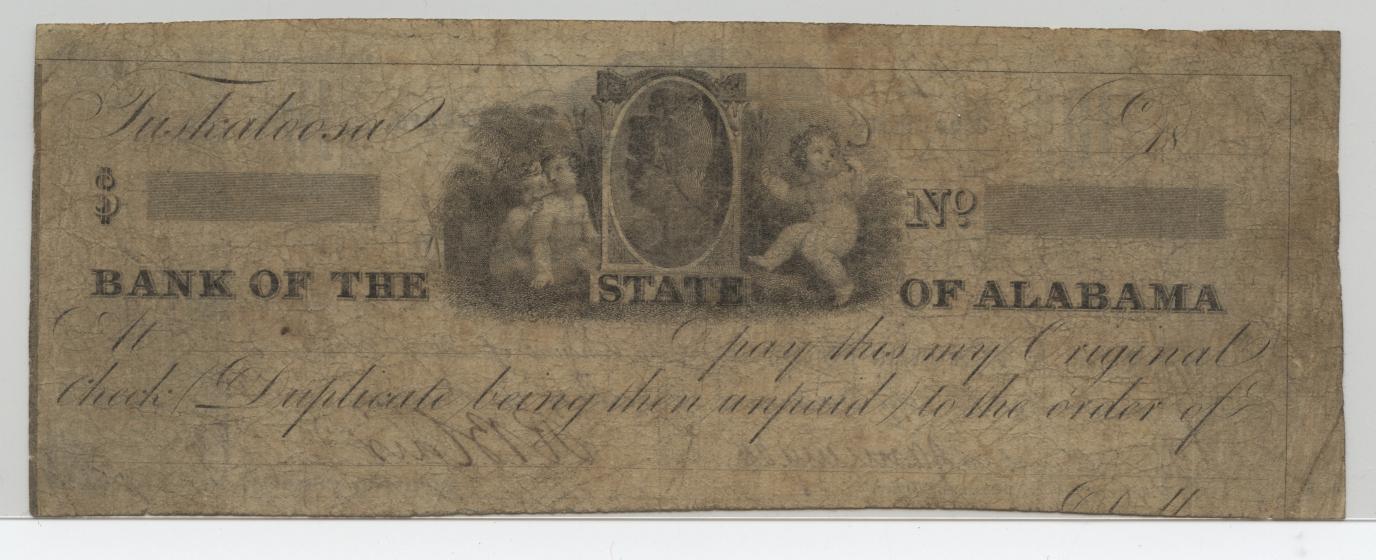 Tuskaloosa 18
$ No
BANK OF THE STATE OF ALABAMA
At pay this my Original
Check (Duplicate being then unpaid) to the order of